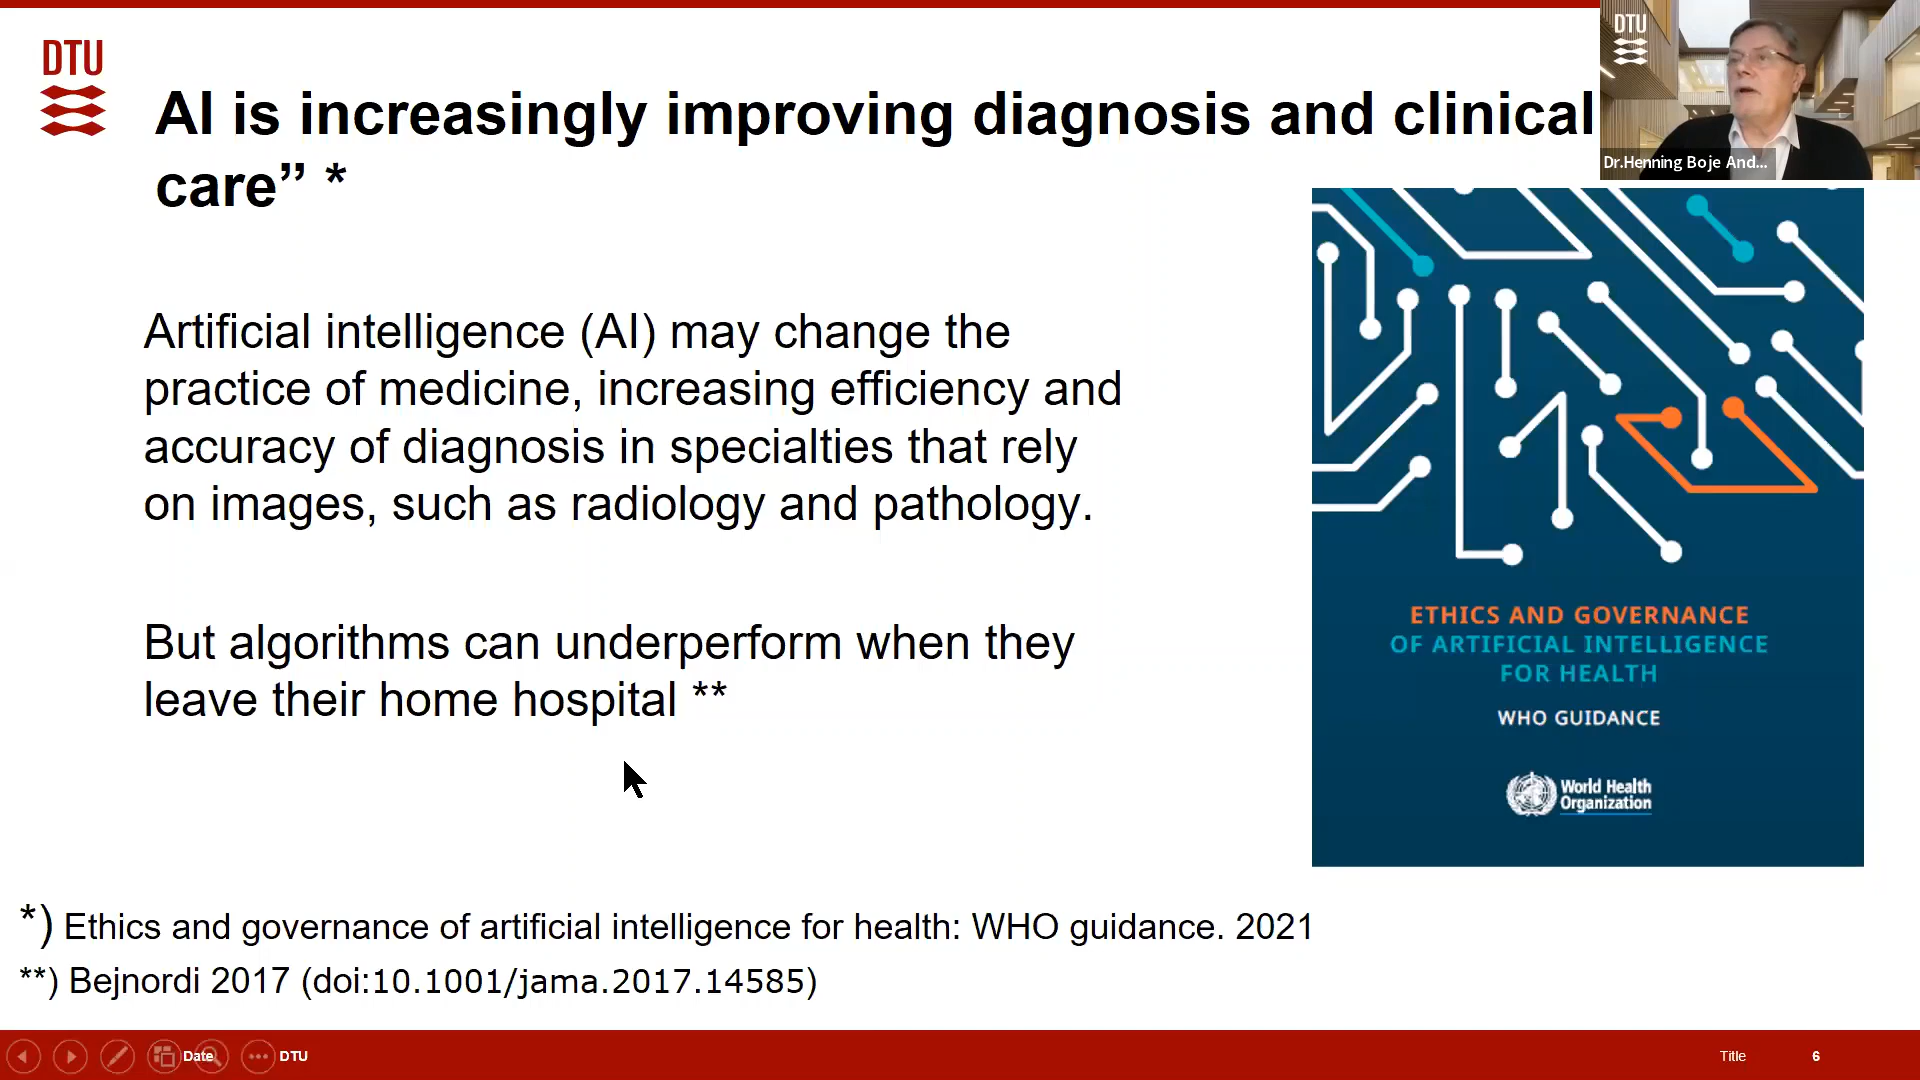 DTU
AI is increasingly improving diagnosis and clinical
care” *
DTU
Dr.Henning Boje And...
Artificial intelligence (AI) may change the
practice of medicine, increasing efficiency and
accuracy of diagnosis in specialties that rely
on images, such as radiology and pathology.
But algorithms can underperform when they
leave their home hospital **
ETHICS AND GOVERNANCE
OF ARTIFICIAL INTELLIGENCE
FOR HEALTH
WHO GUIDANCE
World Health
Organization
*) Ethics and governance of artificial intelligence for health: WHO guidance. 2021
**) Bejnordi 2017 (doi:10.1001/jama.2017.14585)
Date DTU Title 6